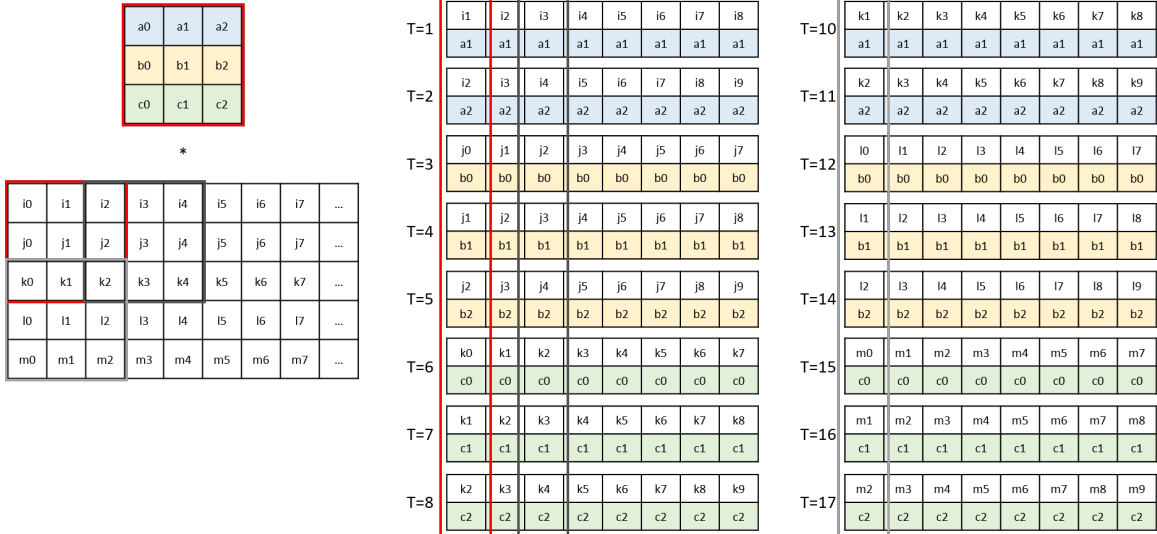 a0 a1 a2
b0 b1 b2
c0 c1 c2
*
i0 i1 i2 i3 i4 i5 i6 i7 ...
j0 j1 j2 j3 j4 j5 j6 j7 ...
k0 k1 k2 k3 k4 k5 k6 k7 ...
l0 l1 l2 l3 l4 l5 l6 l7 ...
m0 m1 m2 m3 m4 m5 m6 m7 ...
T=1
i1 i2 i3 i4 i5 i6 i7 i8
a1 a1 a1 a1 a1 a1 a1 a1
T=2
i2 i3 i4 i5 i6 i7 i8 i9
a2 a2 a2 a2 a2 a2 a2 a2
T=3
j0 j1 j2 j3 j4 j5 j6 j7
b0 b0 b0 b0 b0 b0 b0 b0
T=4
j1 j2 j3 j4 j5 j6 j7 j8
b1 b1 b1 b1 b1 b1 b1 b1
T=5
j2 j3 j4 j5 j6 j7 j8 j9
b2 b2 b2 b2 b2 b2 b2 b2
T=6
k0 k1 k2 k3 k4 k5 k6 k7
c0 c0 c0 c0 c0 c0 c0 c0
T=7
k1 k2 k3 k4 k5 k6 k7 k8
c1 c1 c1 c1 c1 c1 c1 c1
T=8
k2 k3 k4 k5 k6 k7 k8 k9
c2 c2 c2 c2 c2 c2 c2 c2
T=10
k1 k2 k3 k4 k5 k6 k7 k8
a1 a1 a1 a1 a1 a1 a1 a1
T=11
k2 k3 k4 k5 k6 k7 k8 k9
a2 a2 a2 a2 a2 a2 a2 a2
T=12
l0 l1 l2 l3 l4 l5 l6 l7
b0 b0 b0 b0 b0 b0 b0 b0
T=13
l1 l2 l3 l4 l5 l6 l7 l8
b1 b1 b1 b1 b1 b1 b1 b1
T=14
l2 l3 l4 l5 l6 l7 l8 l9
b2 b2 b2 b2 b2 b2 b2 b2
T=15
m0 m1 m2 m3 m4 m5 m6 m7
c0 c0 c0 c0 c0 c0 c0 c0
T=16
m1 m2 m3 m4 m5 m6 m7 m8
c1 c1 c1 c1 c1 c1 c1 c1
T=17
m2 m3 m4 m5 m6 m7 m8 m9
c2 c2 c2 c2 c2 c2 c2 c2